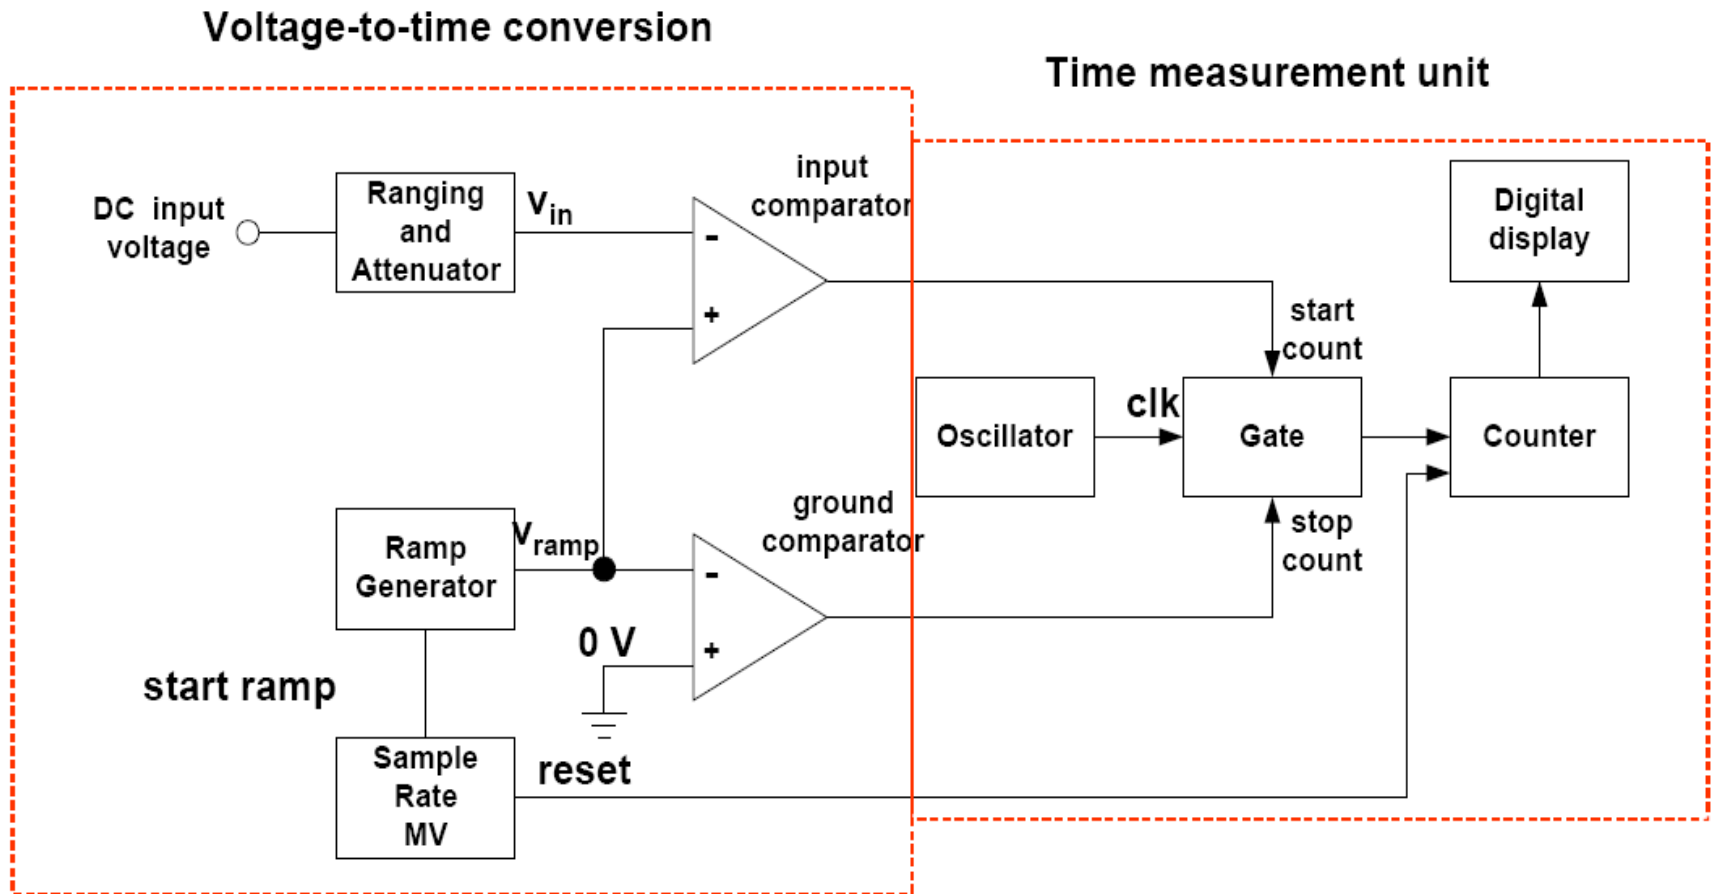 Voltage-to-time conversion
Time measurement unit
DC input
voltage
Ranging
and
Attenuator
Vin
input
comparator
-
+
start
count
Digital
display
Oscillator
clk
Gate
Counter
stop
count
Ramp
Generator
Vramp
ground
comparator
-
+
0 V
start ramp
Sample
Rate
MV
reset